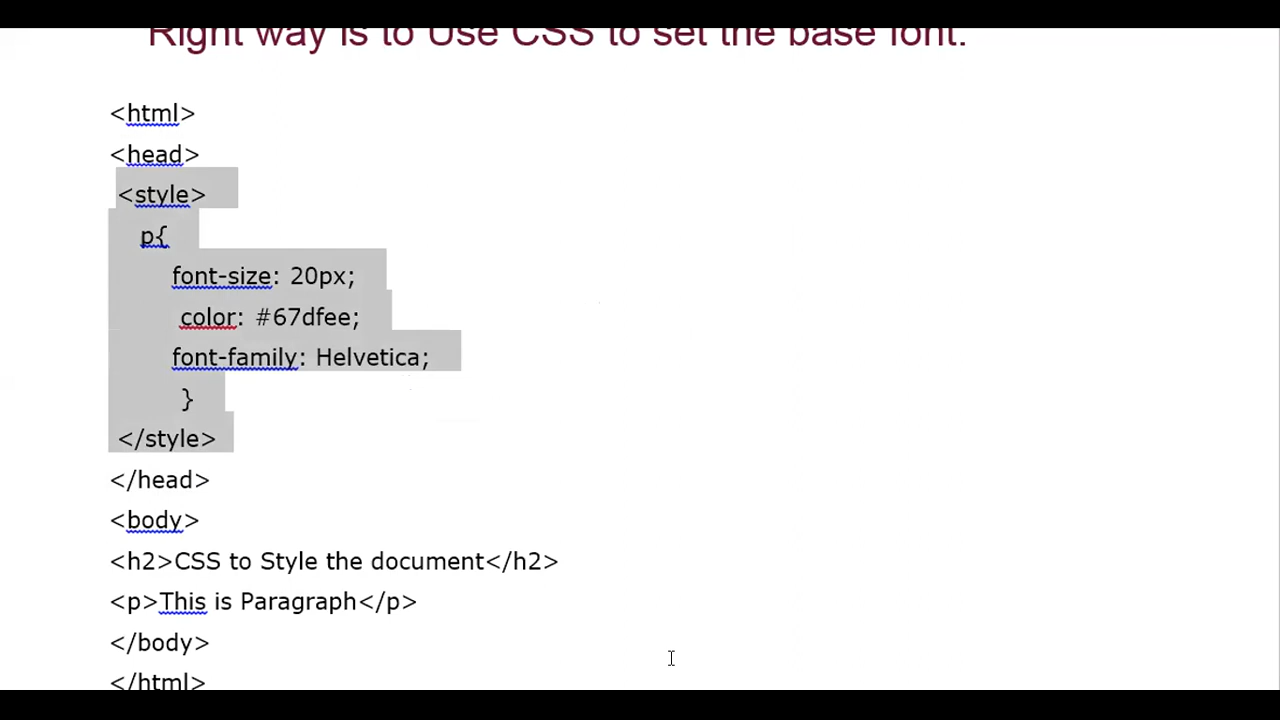 Right way is to Use CSS to set the base font.
<html>
<head>
<style>
p{
font-size: 20px;
color: #67dfee;
font-family: Helvetica;
}
</style>
</head>
<body>
<h2>CSS to Style the document</h2>
<p>This is Paragraph</p>
</body>
</html>